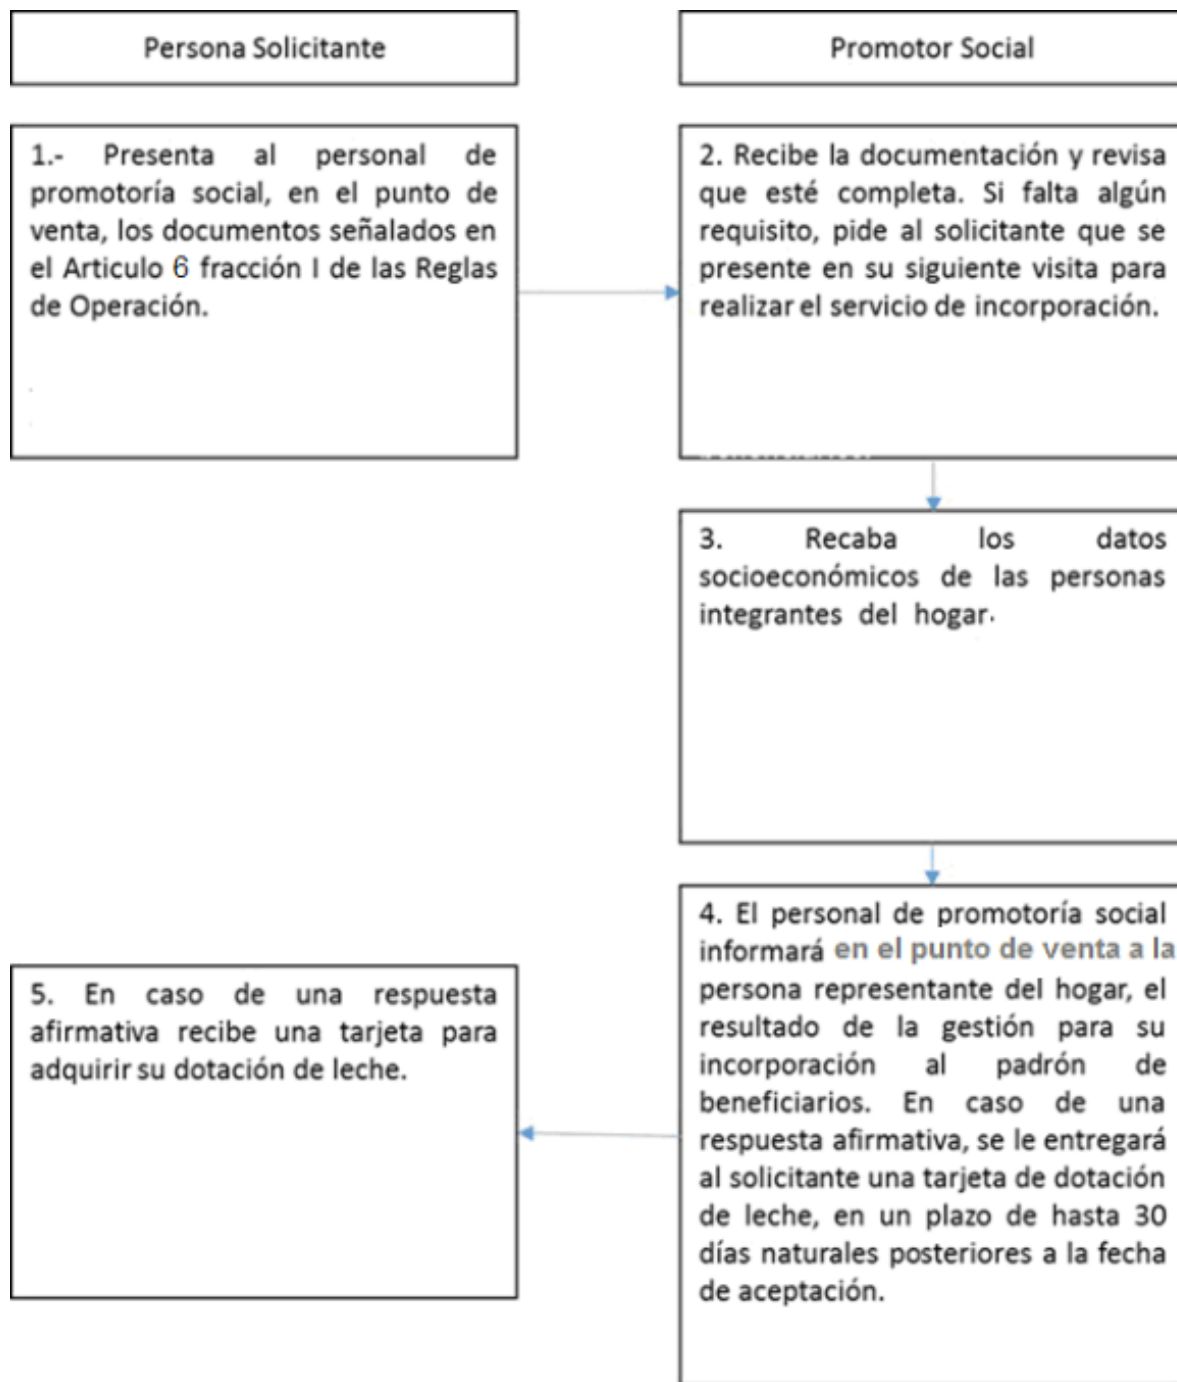 Persona Solicitante
Promotor Social
1.- Presenta al personal de
promotoría social, en el punto de
venta, los documentos señalados en
el Articulo 6 fracción I de las Reglas
de Operación.
2. Recibe la documentación y revisa
que esté completa. Si falta algún
requisito, pide al solicitante que se
presente en su siguiente visita para
realizar el servicio de incorporación.
3. Recaba los datos
socioeconómicos de las personas
integrantes del hogar.
4. El personal de promotoría social
informará en el punto de venta a la
persona representante del hogar, el
resultado de la gestión para su
incorporación al padrón de
beneficiarios. En caso de una
respuesta afirmativa, se le entregará
al solicitante una tarjeta de dotación
de leche, en un plazo de hasta 30
días naturales posteriores a la fecha
de aceptación.
5. En caso de una respuesta
afirmativa recibe una tarjeta para
adquirir su dotación de leche.